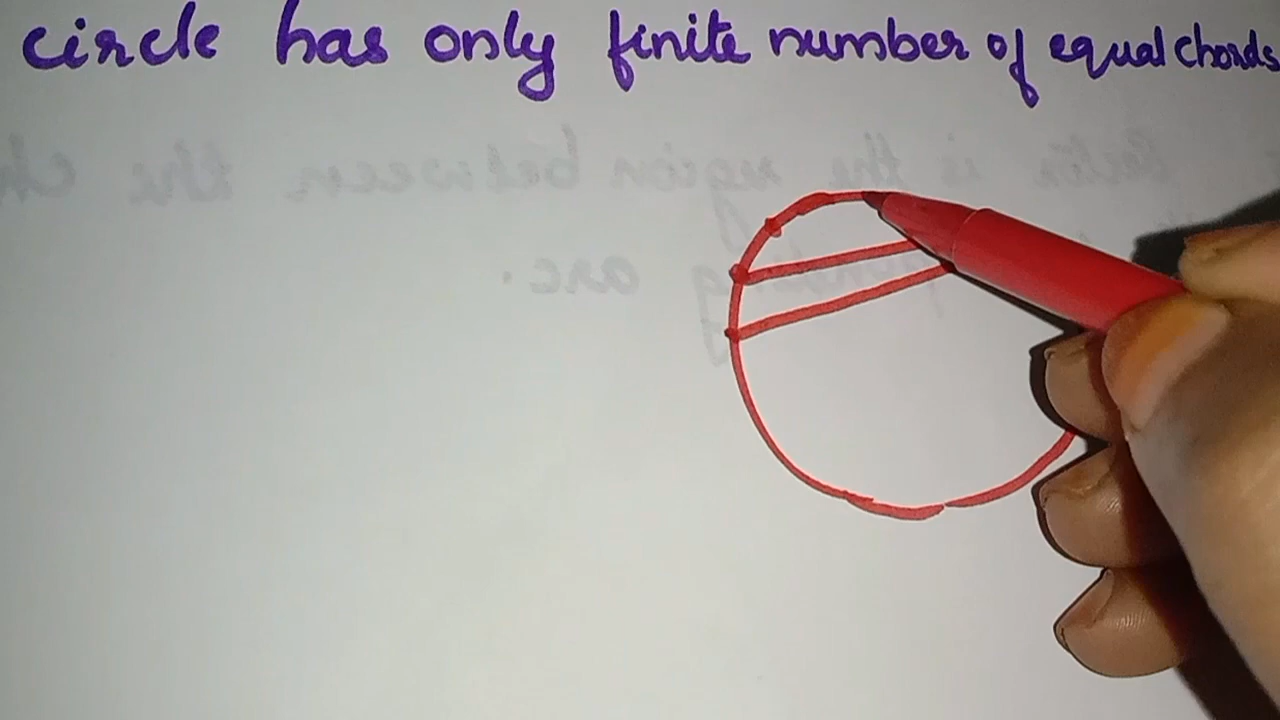 circle has only finite number of equal chords